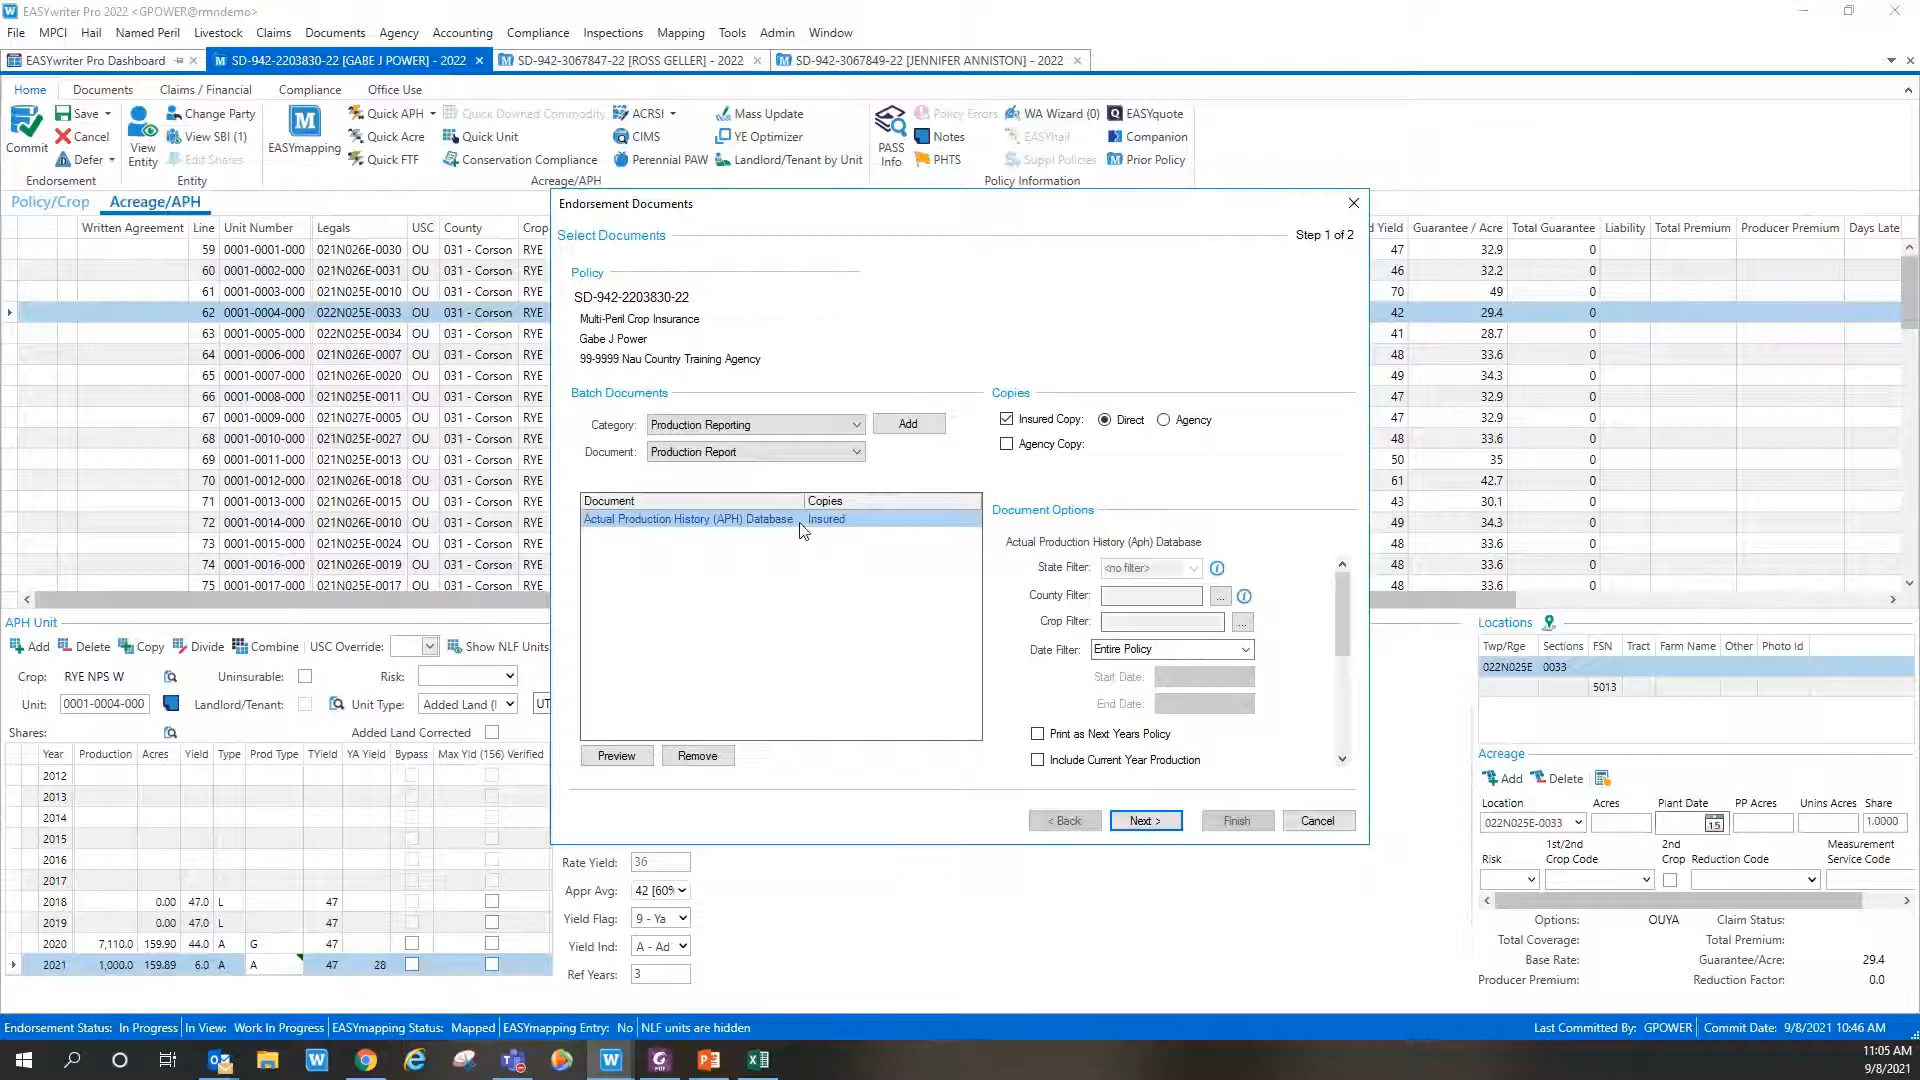 EASYwriter Pro 2022 <GPOWER@rmndemo>
File MPCI Hail Named Peril Livestock Claims Documents Agency Accounting Compliance Inspections Mapping Tools Admin Window
EASYwriter Pro Dashboard SD-942-2203830-22 [GABE J POWER] - 2022 SD-942-3067847-22 [ROSS GELLER] - 2022 SD-942-3067849-22 [JENNIFER ANNISTON] - 2022
Home Documents Claims / Financial Compliance Office Use
Save Change Party Quick APH Quick Downed Commodity ACRSI Mass Update Policy Errors WA Wizard (0) EASYquote
Cancel View SBI (1) Quick Acre Quick Unit CIMS YE Optimizer Notes EASYhail Companion
Commit View Entity EASYmapping PASS Info
Defer Edit Shares Quick FTF Conservation Compliance Perennial PAW Landlord/Tenant by Unit PHTS Suppl Policies Prior Policy
Endorsement Entity Acreage/APH Policy Information
Policy/Crop Acreage/APH
Written Agreement Line Unit Number Legals USC County Crop d Yield Guarantee / Acre Total Guarantee Liability Total Premium Producer Premium Days Late
59 0001-0001-000 021N026E-0030 OU 031 - Corson RYE 47 32.9 0
60 0001-0002-000 021N026E-0031 OU 031 - Corson RYE 46 32.2 0
61 0001-0003-000 021N025E-0010 OU 031 - Corson RYE 70 49 0
62 0001-0004-000 022N025E-0033 OU 031 - Corson RYE 42 29.4 0
63 0001-0005-000 022N025E-0034 OU 031 - Corson RYE 41 28.7 0
64 0001-0006-000 021N026E-0007 OU 031 - Corson RYE 48 33.6 0
65 0001-0007-000 021N026E-0020 OU 031 - Corson RYE 49 34.3 0
66 0001-0008-000 021N025E-0011 OU 031 - Corson RYE 47 32.9 0
67 0001-0009-000 021N027E-0005 OU 031 - Corson RYE 47 32.9 0
68 0001-0010-000 021N025E-0027 OU 031 - Corson RYE 48 33.6 0
69 0001-0011-000 021N025E-0013 OU 031 - Corson RYE 50 35 0
70 0001-0012-000 021N026E-0018 OU 031 - Corson RYE 61 42.7 0
71 0001-0013-000 021N026E-0015 OU 031 - Corson RYE 43 30.1 0
72 0001-0014-000 021N026E-0010 OU 031 - Corson RYE 49 34.3 0
73 0001-0015-000 021N025E-0024 OU 031 - Corson RYE 48 33.6 0
74 0001-0016-000 021N026E-0019 OU 031 - Corson RYE 48 33.6 0
75 0001-0017-000 021N025E-0017 OU 031 - Corson RYE 48 33.6 0
Endorsement Documents
Select Documents Step 1 of 2
Policy
SD-942-2203830-22
Multi-Peril Crop Insurance
Gabe J Power
99-9999 Nau Country Training Agency
Batch Documents Copies
Category: Production Reporting Add Insured Copy: Direct Agency
Document: Production Report Agency Copy:
Document Copies
Actual Production History (APH) Database Insured
Document Options
Actual Production History (Aph) Database
State Filter: <no filter>
County Filter: ...
Crop Filter: ...
Date Filter: Entire Policy
Start Date:
End Date:
Print as Next Years Policy
Include Current Year Production
Preview Remove
< Back Next > Finish Cancel
APH Unit
Add Delete Copy Divide Combine USC Override: Show NLF Units
Crop: RYE NPS W Uninsurable: Risk:
Unit: 0001-0004-000 Landlord/Tenant: Unit Type: Added Land ( UT
Shares: Added Land Corrected
Year Production Acres Yield Type Prod Type TYield YA Yield Bypass Max Yld (156) Verified
2012
2013
2014
2015
2016
2017
2018 0.00 47.0 L 47
2019 0.00 47.0 L 47
2020 7,110.0 159.90 44.0 A G 47
2021 1,000.0 159.89 6.0 A A 47 28
Rate Yield: 36
Appr Avg: 42 [60%
Yield Flag: 9 - Ya
Yield Ind: A - Ad
Ref Years: 3
Locations
Twp/Rge Sections FSN Tract Farm Name Other Photo Id
022N025E 0033
5013
Acreage
Add Delete
Location Acres Plant Date PP Acres Unins Acres Share
022N025E-0033 15 1.0000
Risk 1st/2nd Crop Code 2nd Crop Reduction Code Measurement Service Code
Options: OUYA Claim Status:
Total Coverage: Total Premium:
Base Rate: Guarantee/Acre: 29.4
Producer Premium: Reduction Factor: 0.0
Endorsement Status: In Progress In View: Work In Progress EASYmapping Status: Mapped EASYmapping Entry: No NLF units are hidden Last Committed By: GPOWER Commit Date: 9/8/2021 10:46 AM
11:05 AM
9/8/2021